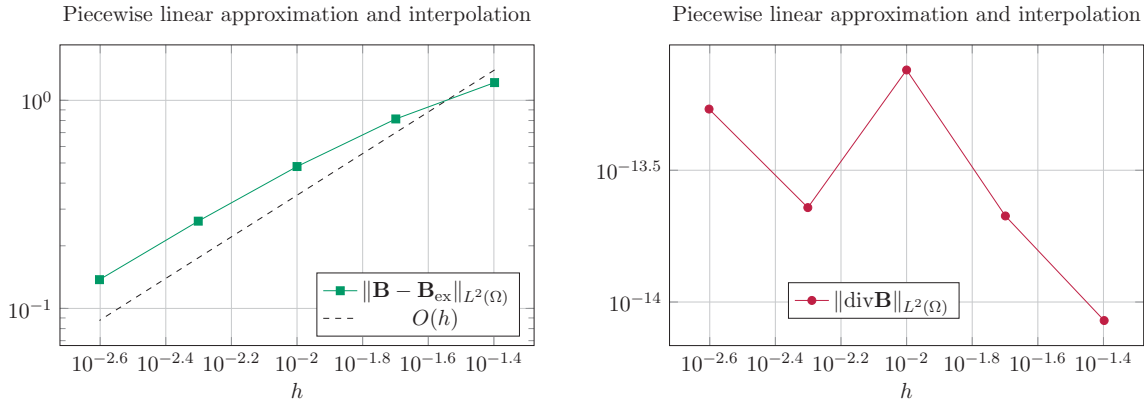 Piecewise linear approximation and interpolation
10^0
10^{-1}
‖B − B_ex‖_{L^2(Ω)}
O(h)
10^{-2.6} 10^{-2.4} 10^{-2.2} 10^{-2} 10^{-1.8} 10^{-1.6} 10^{-1.4}
h
Piecewise linear approximation and interpolation
10^{-13.5}
10^{-14}
‖divB‖_{L^2(Ω)}
10^{-2.6} 10^{-2.4} 10^{-2.2} 10^{-2} 10^{-1.8} 10^{-1.6} 10^{-1.4}
h